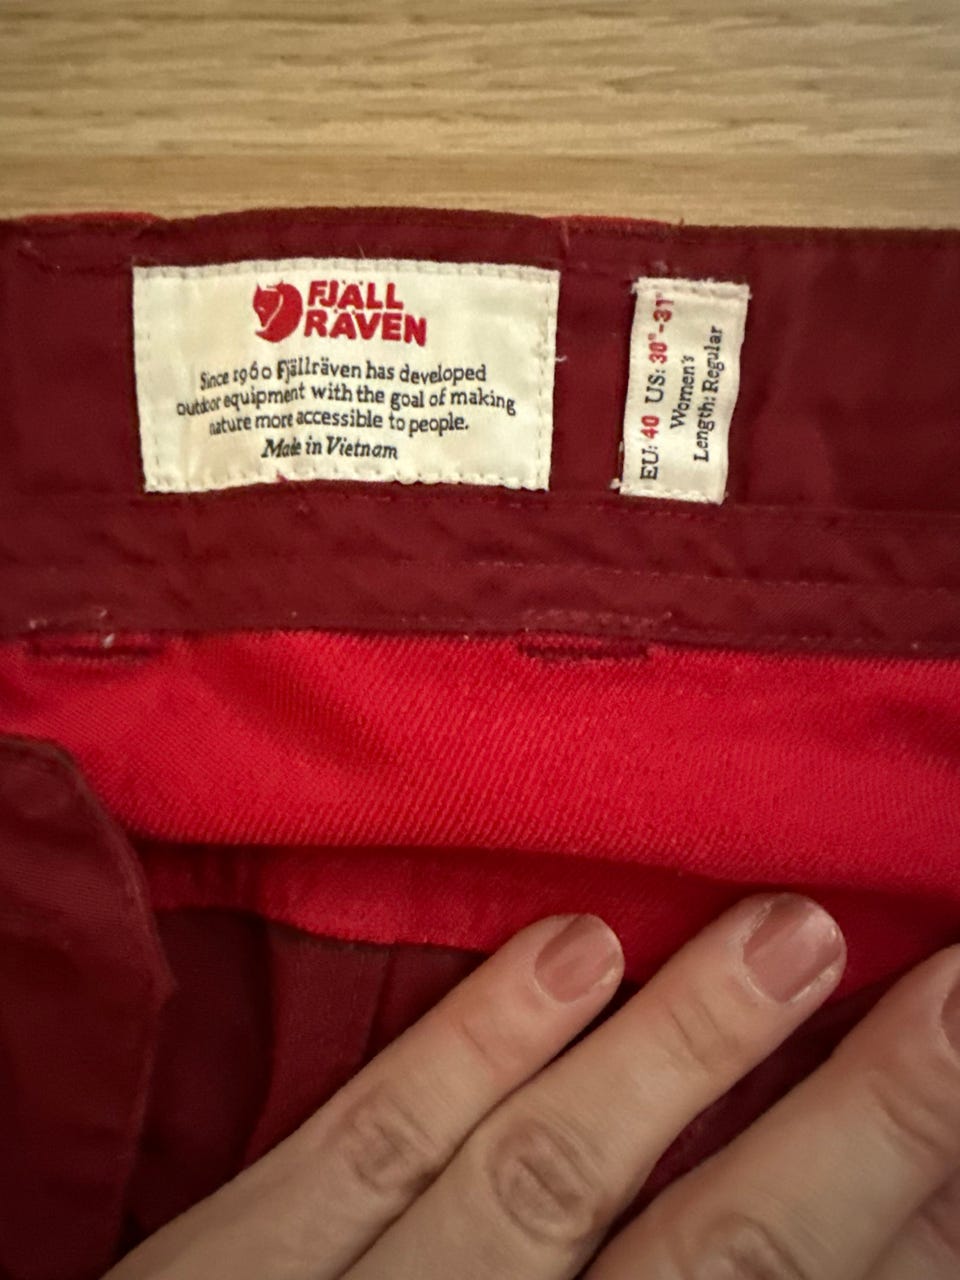 FJÄLL
RÄVEN
Since 1960 Fjällräven has developed
outdoor equipment with the goal of making
nature more accessible to people.
Made in Vietnam
EU: 40 US: 30"-31"
Women's
Length: Regular